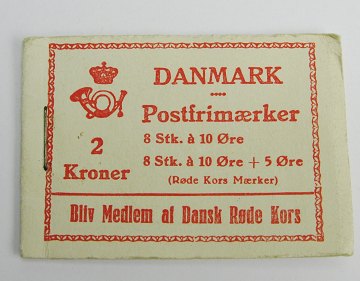 DANMARK
Postfrimærker
2
Kroner
8 Stk. à 10 Øre
8 Stk. à 10 Øre + 5 Øre
(Røde Kors Mærker)
Bliv Medlem af Dansk Røde Kors